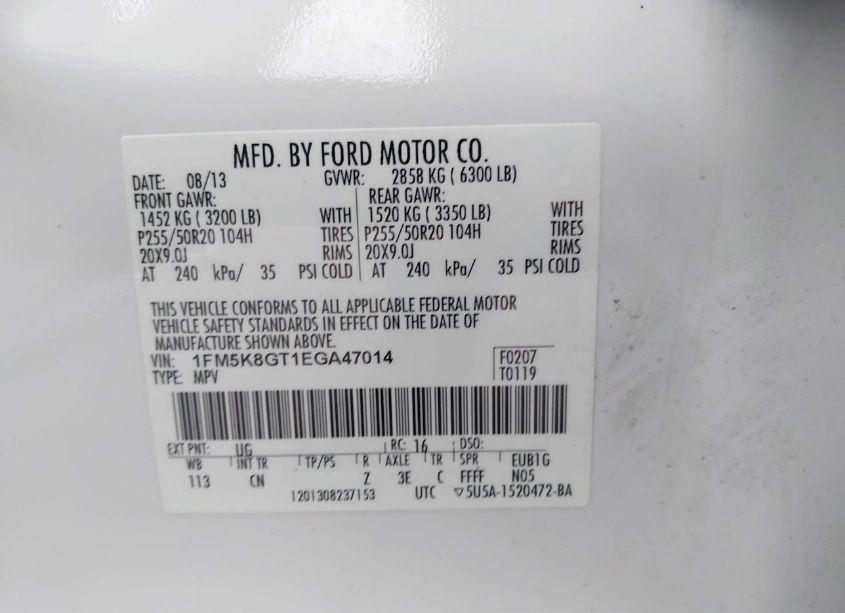 MFD. BY FORD MOTOR CO.
DATE: 08/13 GVWR: 2858 KG ( 6300 LB)
FRONT GAWR: REAR GAWR:
1452 KG ( 3200 LB) WITH 1520 KG ( 3350 LB) WITH
P255/50R20 104H TIRES P255/50R20 104H TIRES
20X9.0J RIMS 20X9.0J RIMS
AT 240 kPa/ 35 PSI COLD AT 240 kPa/ 35 PSI COLD
THIS VEHICLE CONFORMS TO ALL APPLICABLE FEDERAL MOTOR
VEHICLE SAFETY STANDARDS IN EFFECT ON THE DATE OF
MANUFACTURE SHOWN ABOVE.
VIN: 1FM5K8GT1EGA47014 F0207
TYPE: MPV T0119
EXT PNT: UG RC: 16 DSO:
WB INT TR TP/PS R AXLE TR SPR EUB1G
113 CN Z 3E C FFFF N05
1201308237153 UTC ▽5U5A-1520472-BA